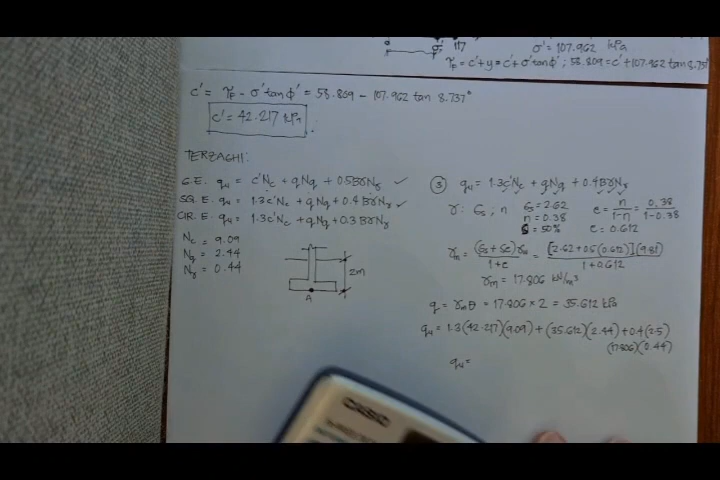 117
σ' = 107.962 kPa
τF = c' + y = c' + σ' tan ϕ' ; 58.809 = c' + 107.962 tan 8.737°
c' = τF - σ' tan ϕ' = 58.809 - 107.962 tan 8.737°
c' = 42.217 kPa
TERZAGHI:
G.E. qu = c'Nc + qNq + 0.5BγNγ ✓
SQ. E. qu = 1.3c'Nc + qNq + 0.4BγNγ ✓
CIR. E. qu = 1.3c'Nc + qNq + 0.3BγNγ
Nc = 9.09
Nq = 2.44
Nγ = 0.44
2m
A
③ qu = 1.3c'Nc + qNq + 0.4BγNγ
γ: Gs, n
Gs = 2.62
n = 0.38
S = 50%
e = n/1-n = 0.38/1-0.38
e = 0.612
γm = (Gs + Se)γw/1+e = [2.62 + 0.5(0.612)](9.81)/1+0.612
γm = 17.806 kN/m³
q = γmD = 17.806 × 2 = 35.612 kPa
qu = 1.3(42.217)(9.09) + (35.612)(2.44) + 0.4(2.5)
(17.806)(0.44)
qu =
CASIO